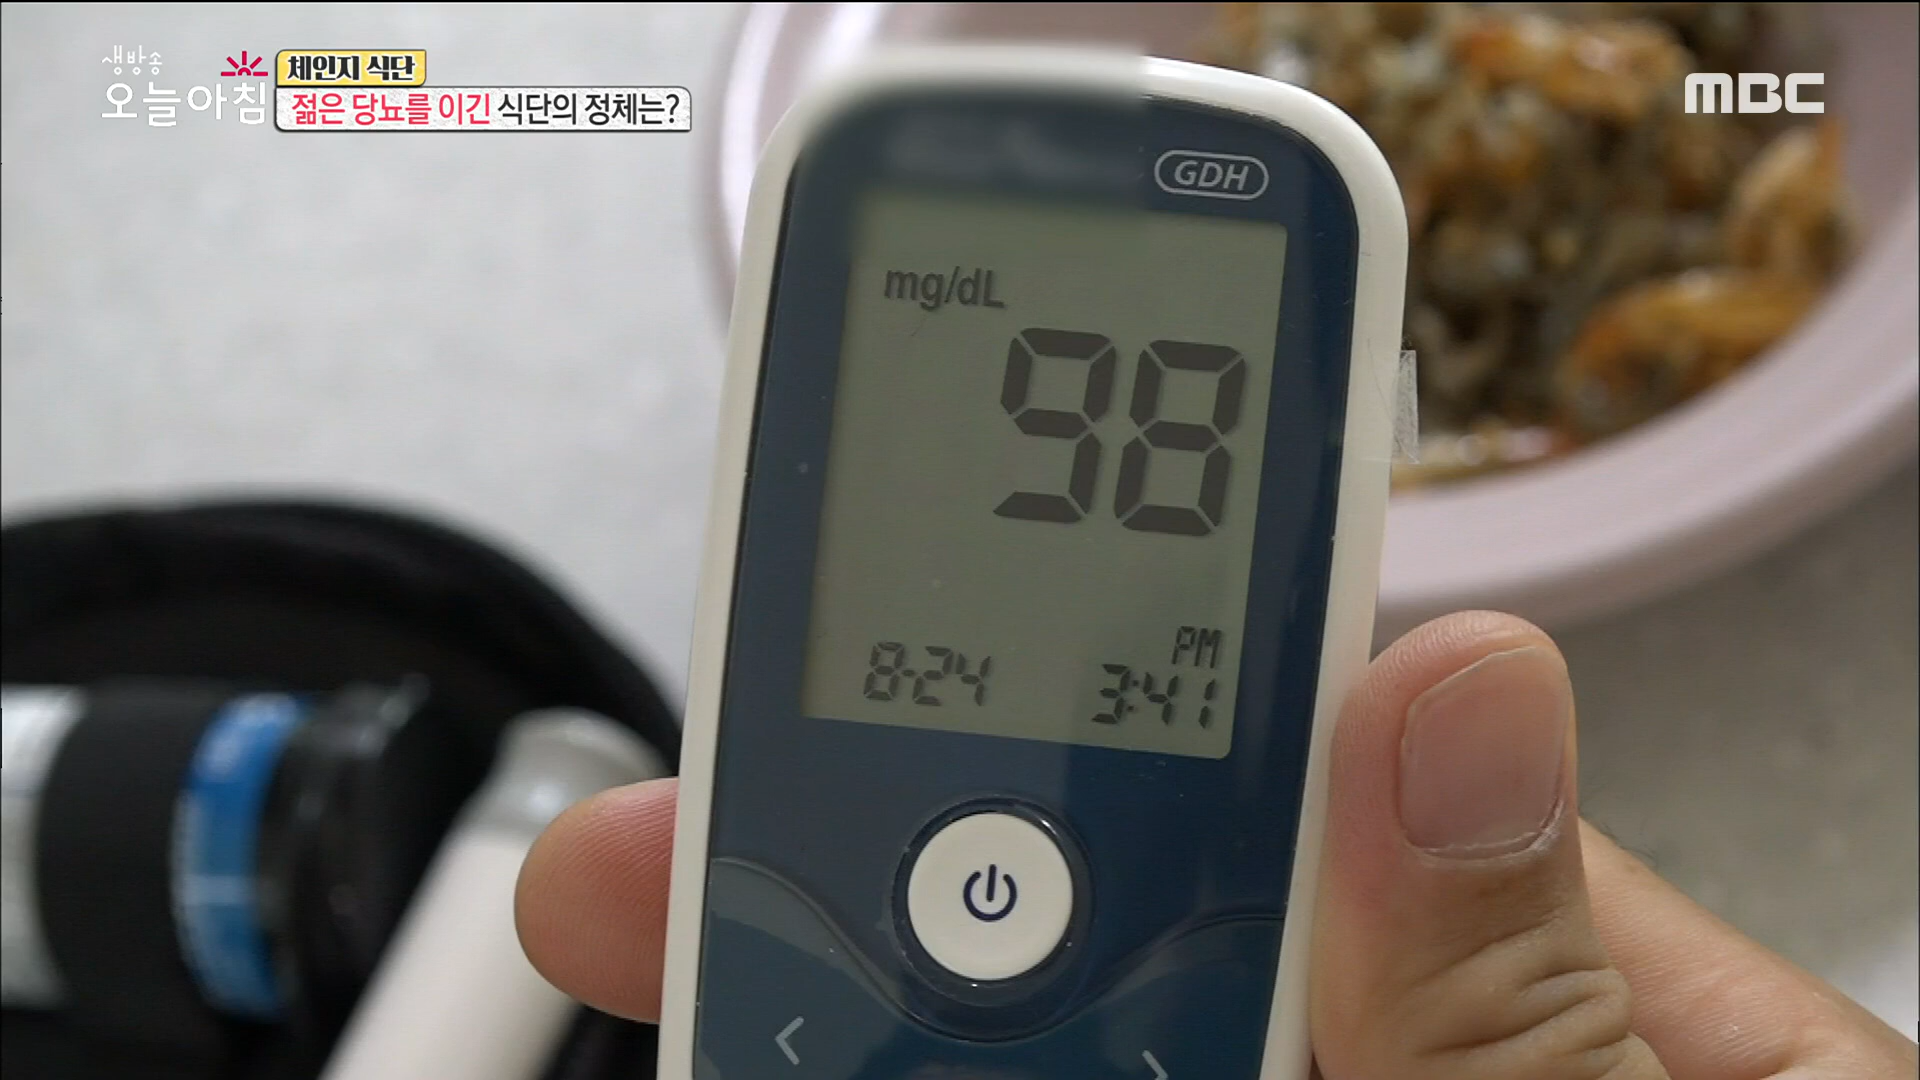 생방송
오늘아침
체인지 식단
젊은 당뇨를 이긴 식단의 정체는?
MBC
GDH
mg/dL
98
PM
8-24 3:41